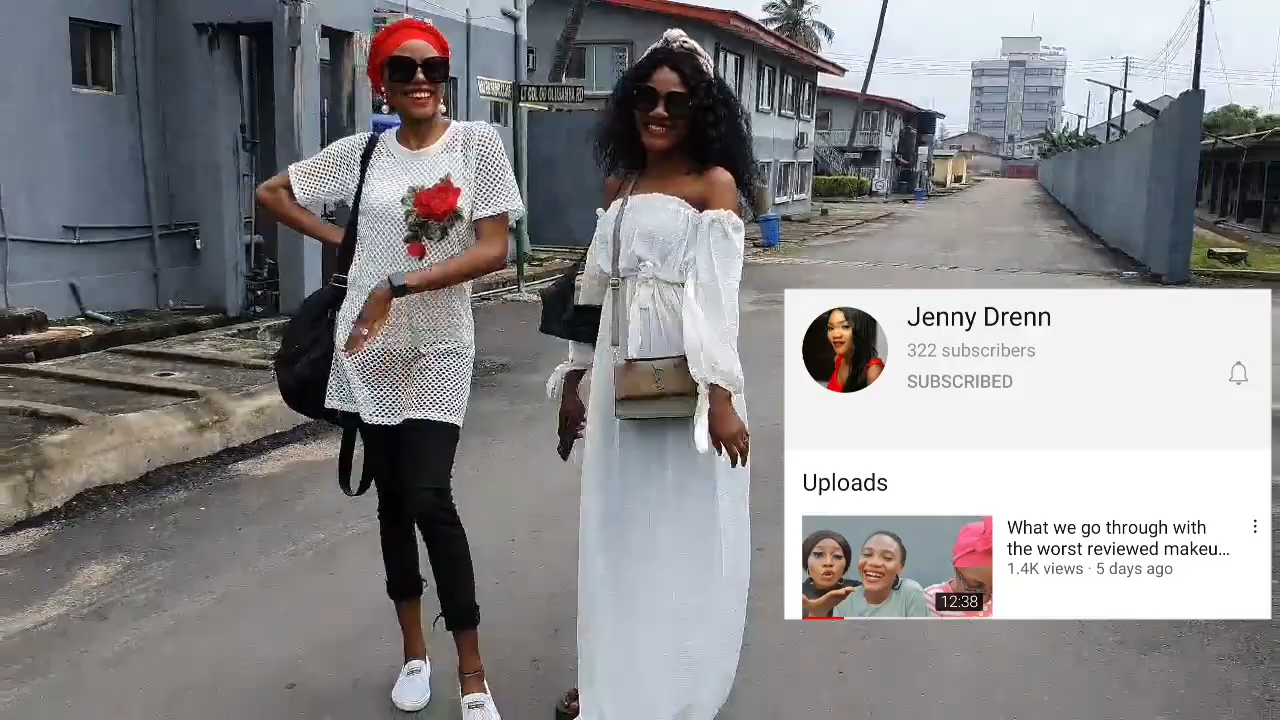 Jenny Drenn
322 subscribers
SUBSCRIBED
Uploads
What we go through with
the worst reviewed makeu...
1.4K views · 5 days ago
12:38